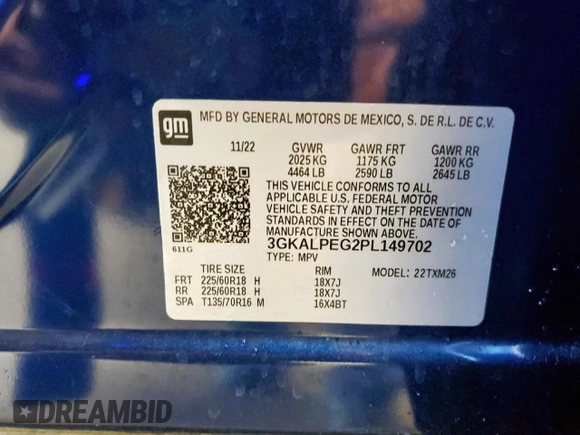 gm
MFD BY GENERAL MOTORS DE MEXICO, S. DE R.L. DE C.V.
11/22 GVWR GAWR FRT GAWR RR
2025 KG 1175 KG 1200 KG
4464 LB 2590 LB 2645 LB
THIS VEHICLE CONFORMS TO ALL
APPLICABLE U.S. FEDERAL MOTOR
VEHICLE SAFETY AND THEFT PREVENTION
STANDARDS IN EFFECT ON THE DATE OF
MANUFACTURE SHOWN ABOVE.
611G 3GKALPEG2PL149702
TYPE: MPV
TIRE SIZE RIM MODEL: 22TXM26
FRT 225/60R18 H 18X7J
RR 225/60R18 H 18X7J
SPA T135/70R16 M 16X4BT
DREAMBID